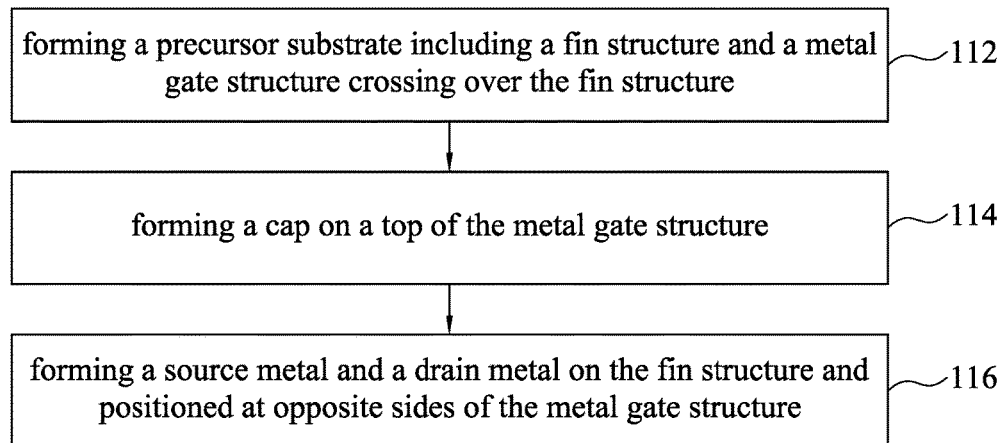 forming a precursor substrate including a fin structure and a metal
gate structure crossing over the fin structure
112
forming a cap on a top of the metal gate structure
114
forming a source metal and a drain metal on the fin structure and
positioned at opposite sides of the metal gate structure
116